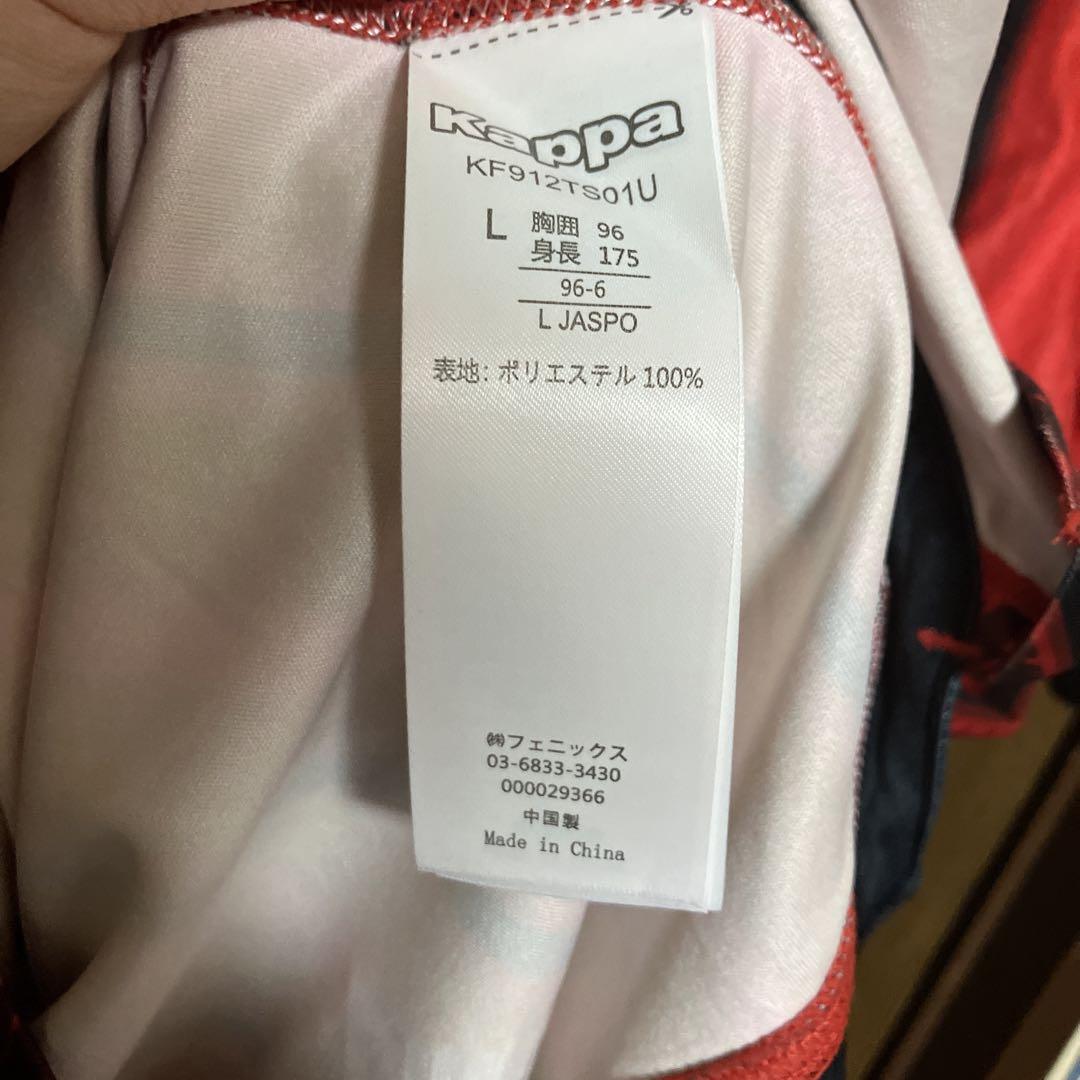 Kappa
KF912TS01U
L 胸囲 96
身長 175
96-6
L JASPO
表地: ポリエステル 100%
㈱フェニックス
03-6833-3430
000029366
中国製
Made in China